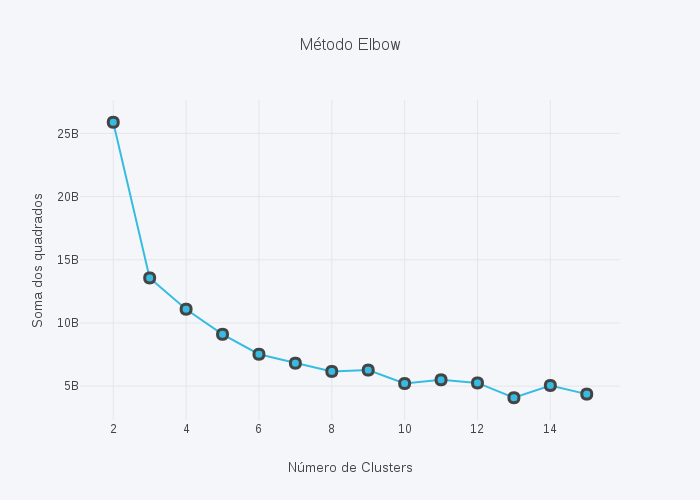 Método Elbow
25B
20B
15B
10B
5B
Soma dos quadrados
2 4 6 8 10 12 14
Número de Clusters